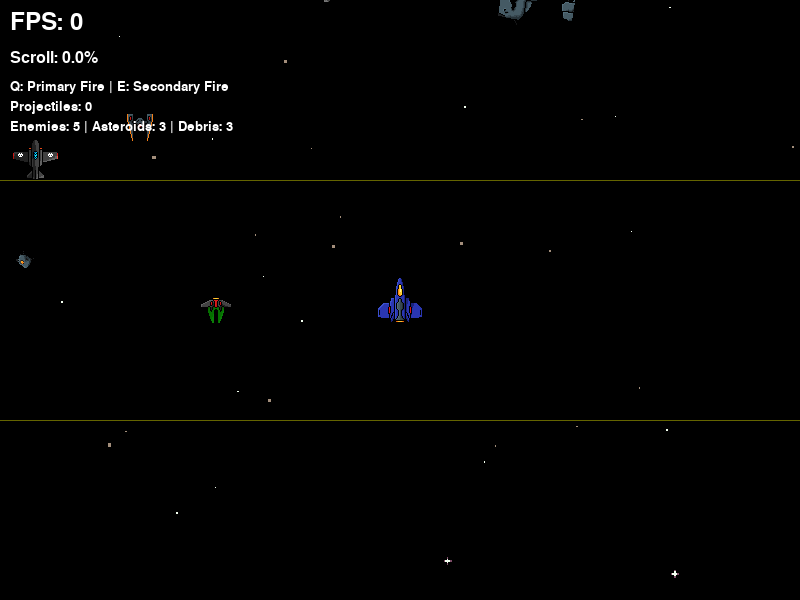 FPS: 0
Scroll: 0.0%
Q: Primary Fire | E: Secondary Fire
Projectiles: 0
Enemies: 5 | Asteroids: 3 | Debris: 3